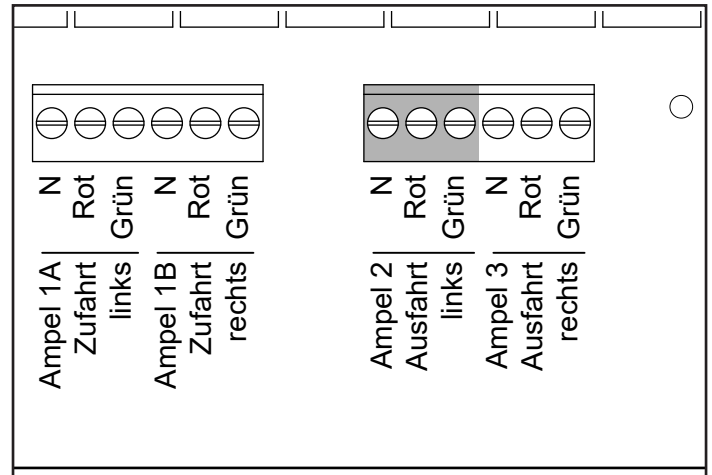 N
Rot
Grün
N
Rot
Grün
Ampel 1A
Zufahrt
links
Ampel 1B
Zufahrt
rechts
N
Rot
Grün
N
Rot
Grün
Ampel 2
Ausfahrt
links
Ampel 3
Ausfahrt
rechts